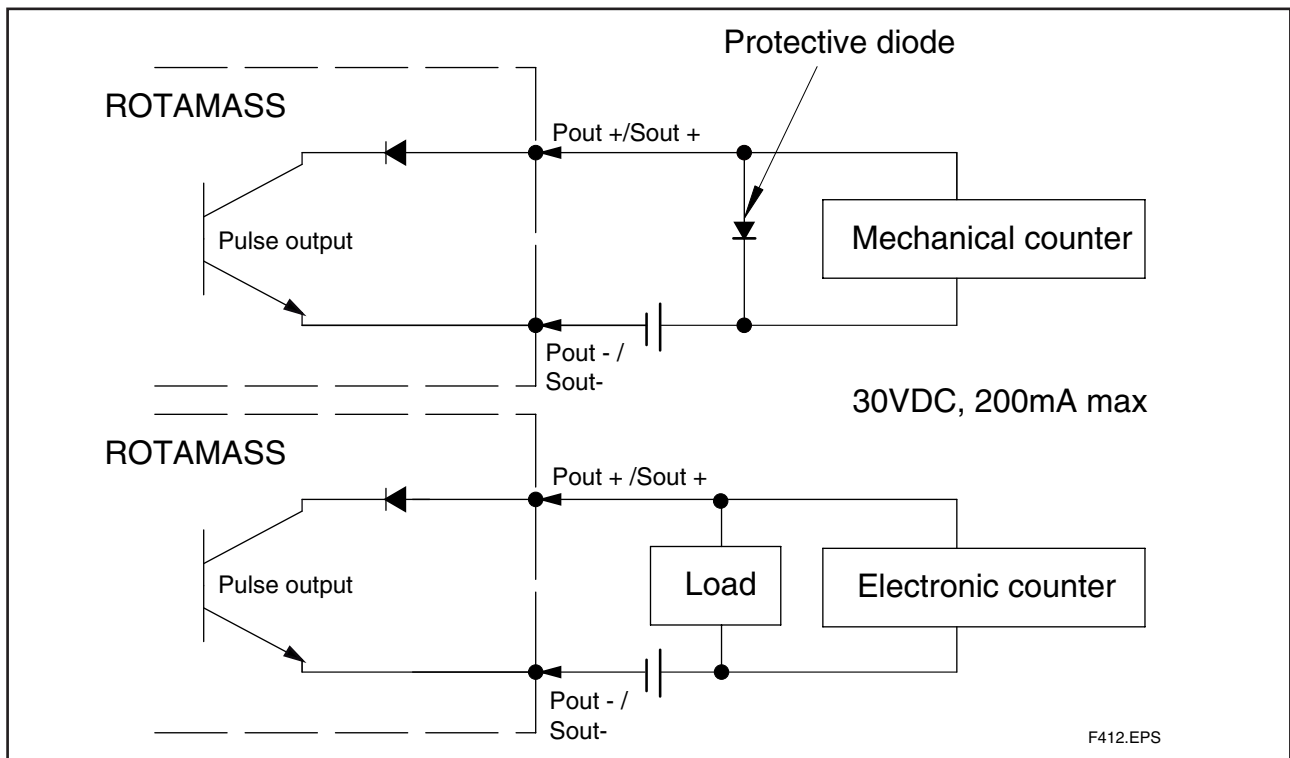 Protective diode
ROTAMASS
Pout +/Sout +
Pulse output
Mechanical counter
Pout - /
Sout-
30VDC, 200mA max
ROTAMASS
Pout + /Sout +
Pulse output
Load
Electronic counter
Pout - /
Sout-
F412.EPS